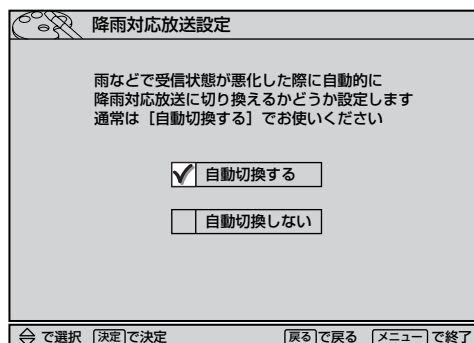 降雨対応放送設定
雨などで受信状態が悪化した際に自動的に
降雨対応放送に切り換えるかどうか設定します
通常は［自動切換する］でお使いください
自動切換する
自動切換しない
で選択 決定で決定 戻るで戻る メニューで終了